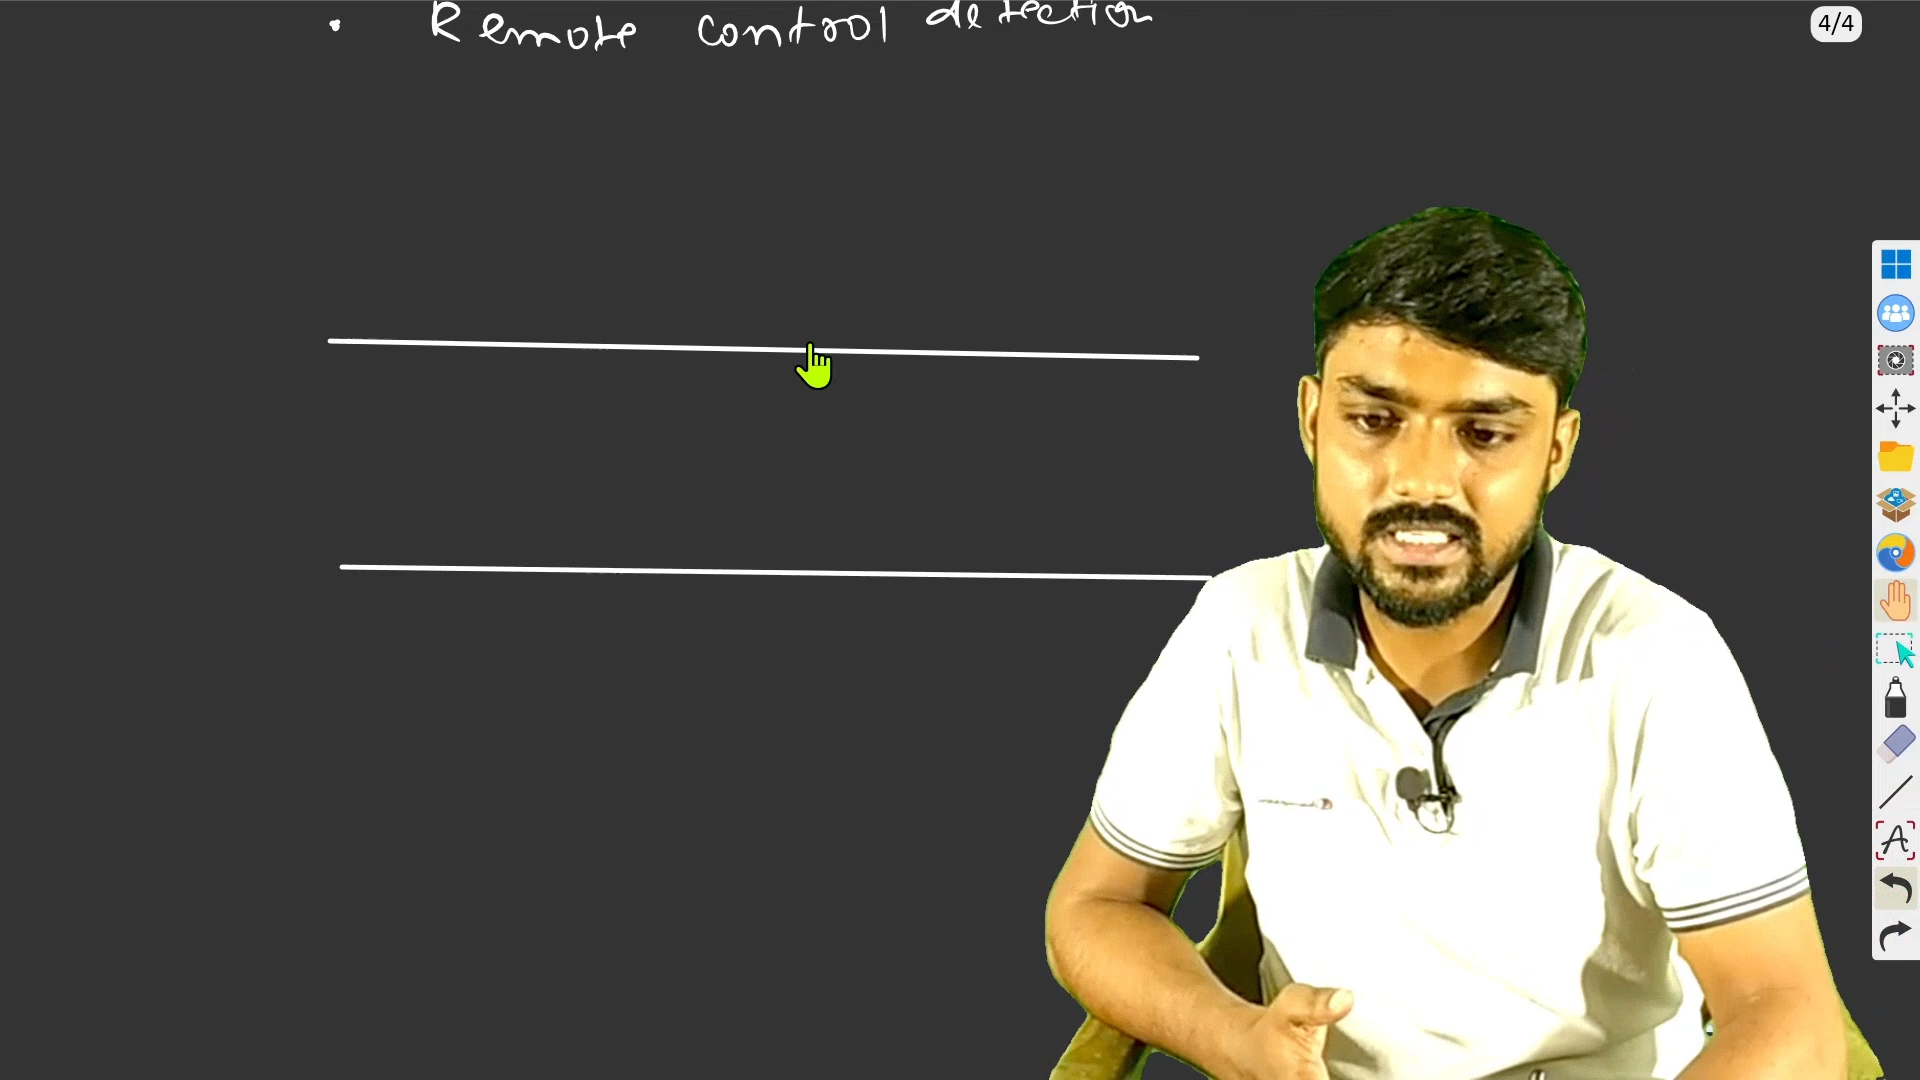 4/4
• Remote control detection